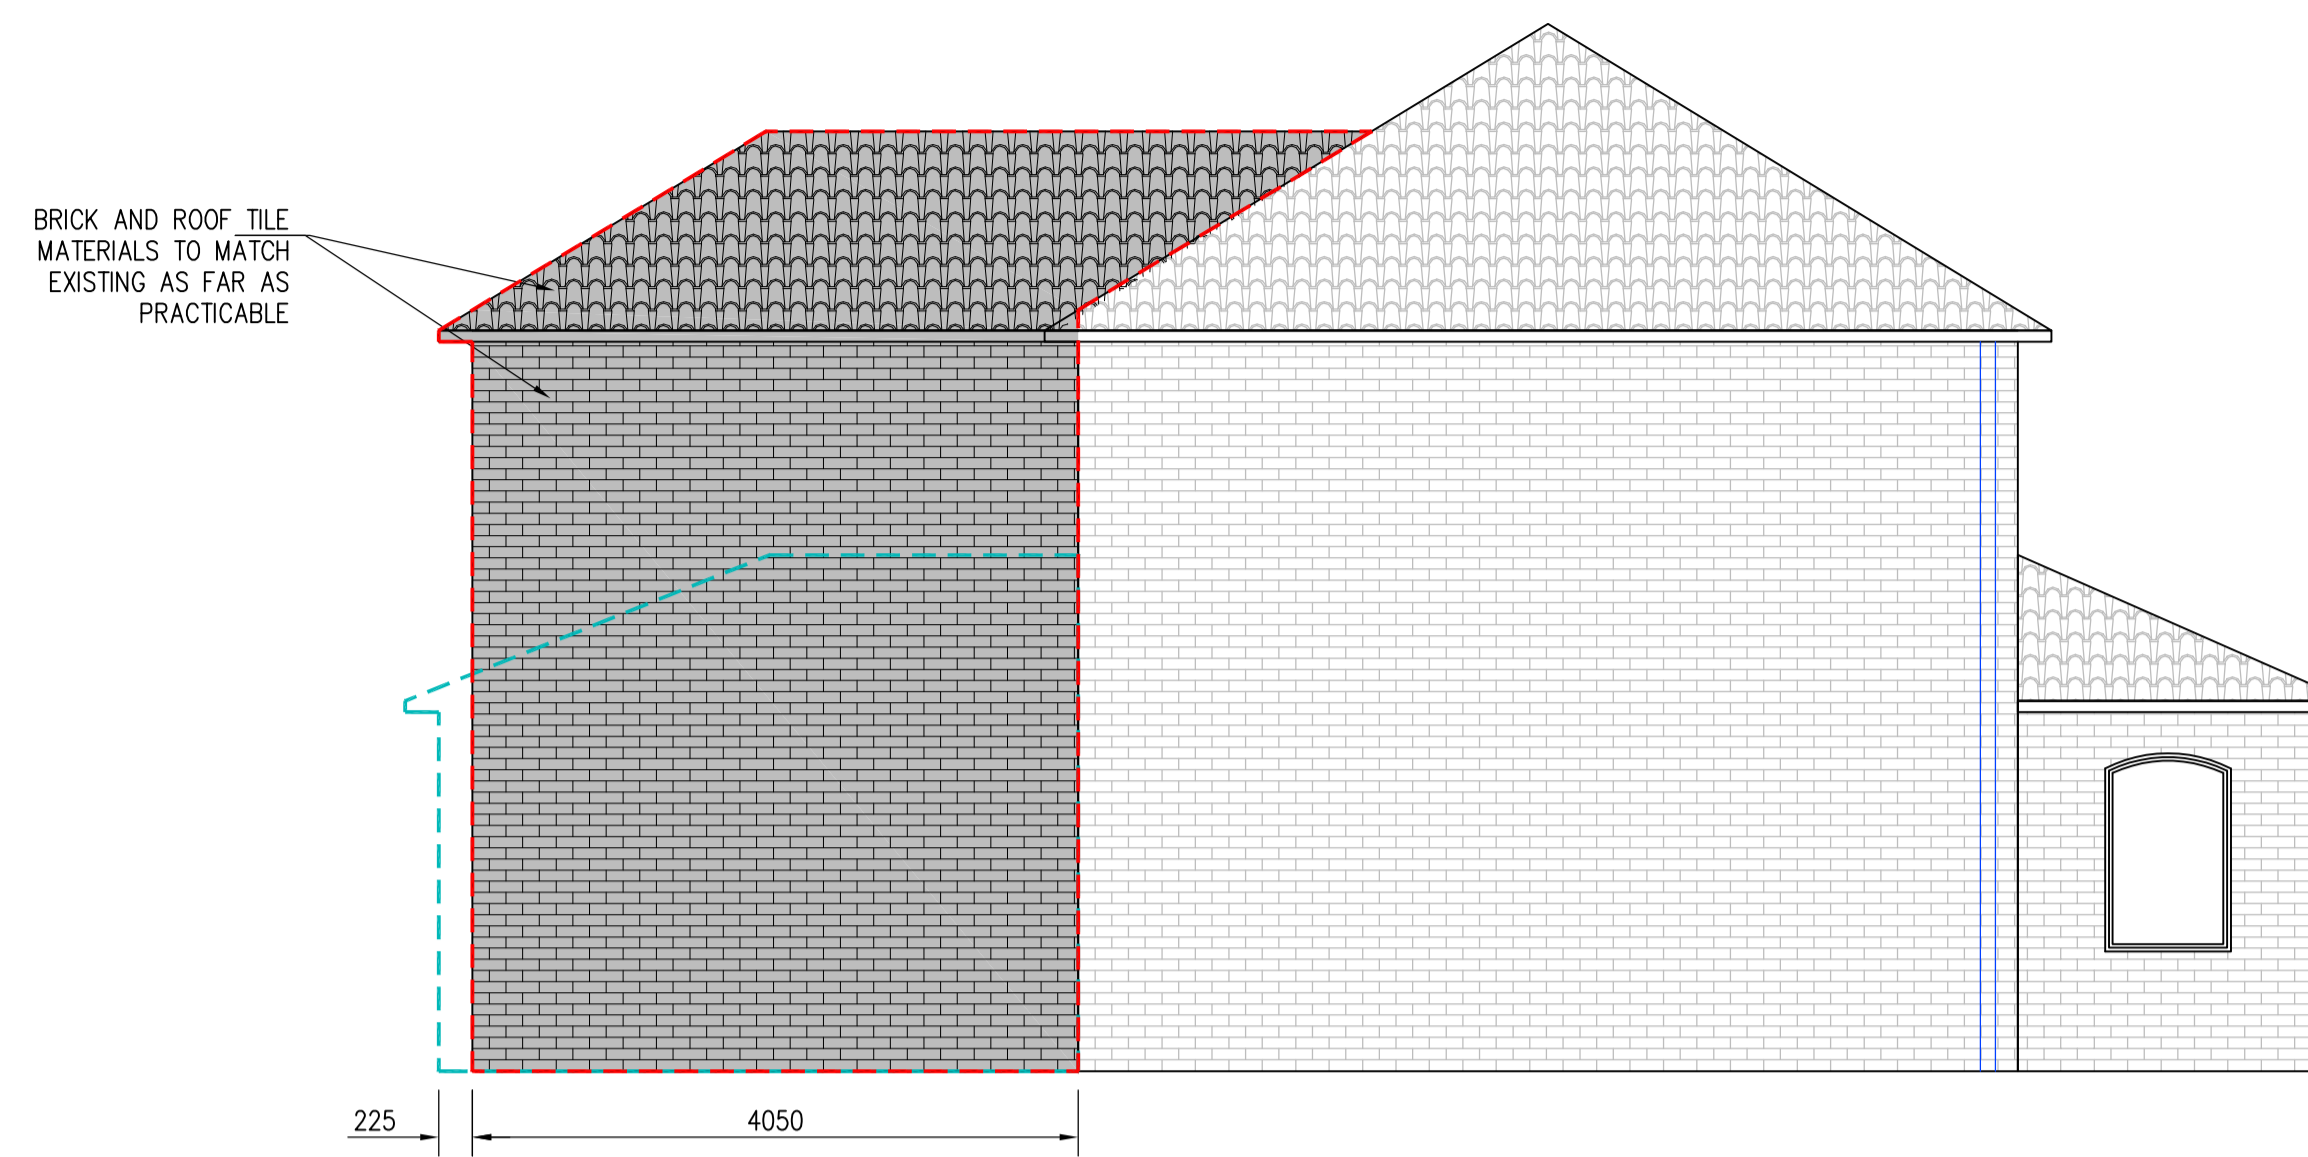 BRICK AND ROOF TILE
MATERIALS TO MATCH
EXISTING AS FAR AS
PRACTICABLE
225
4050